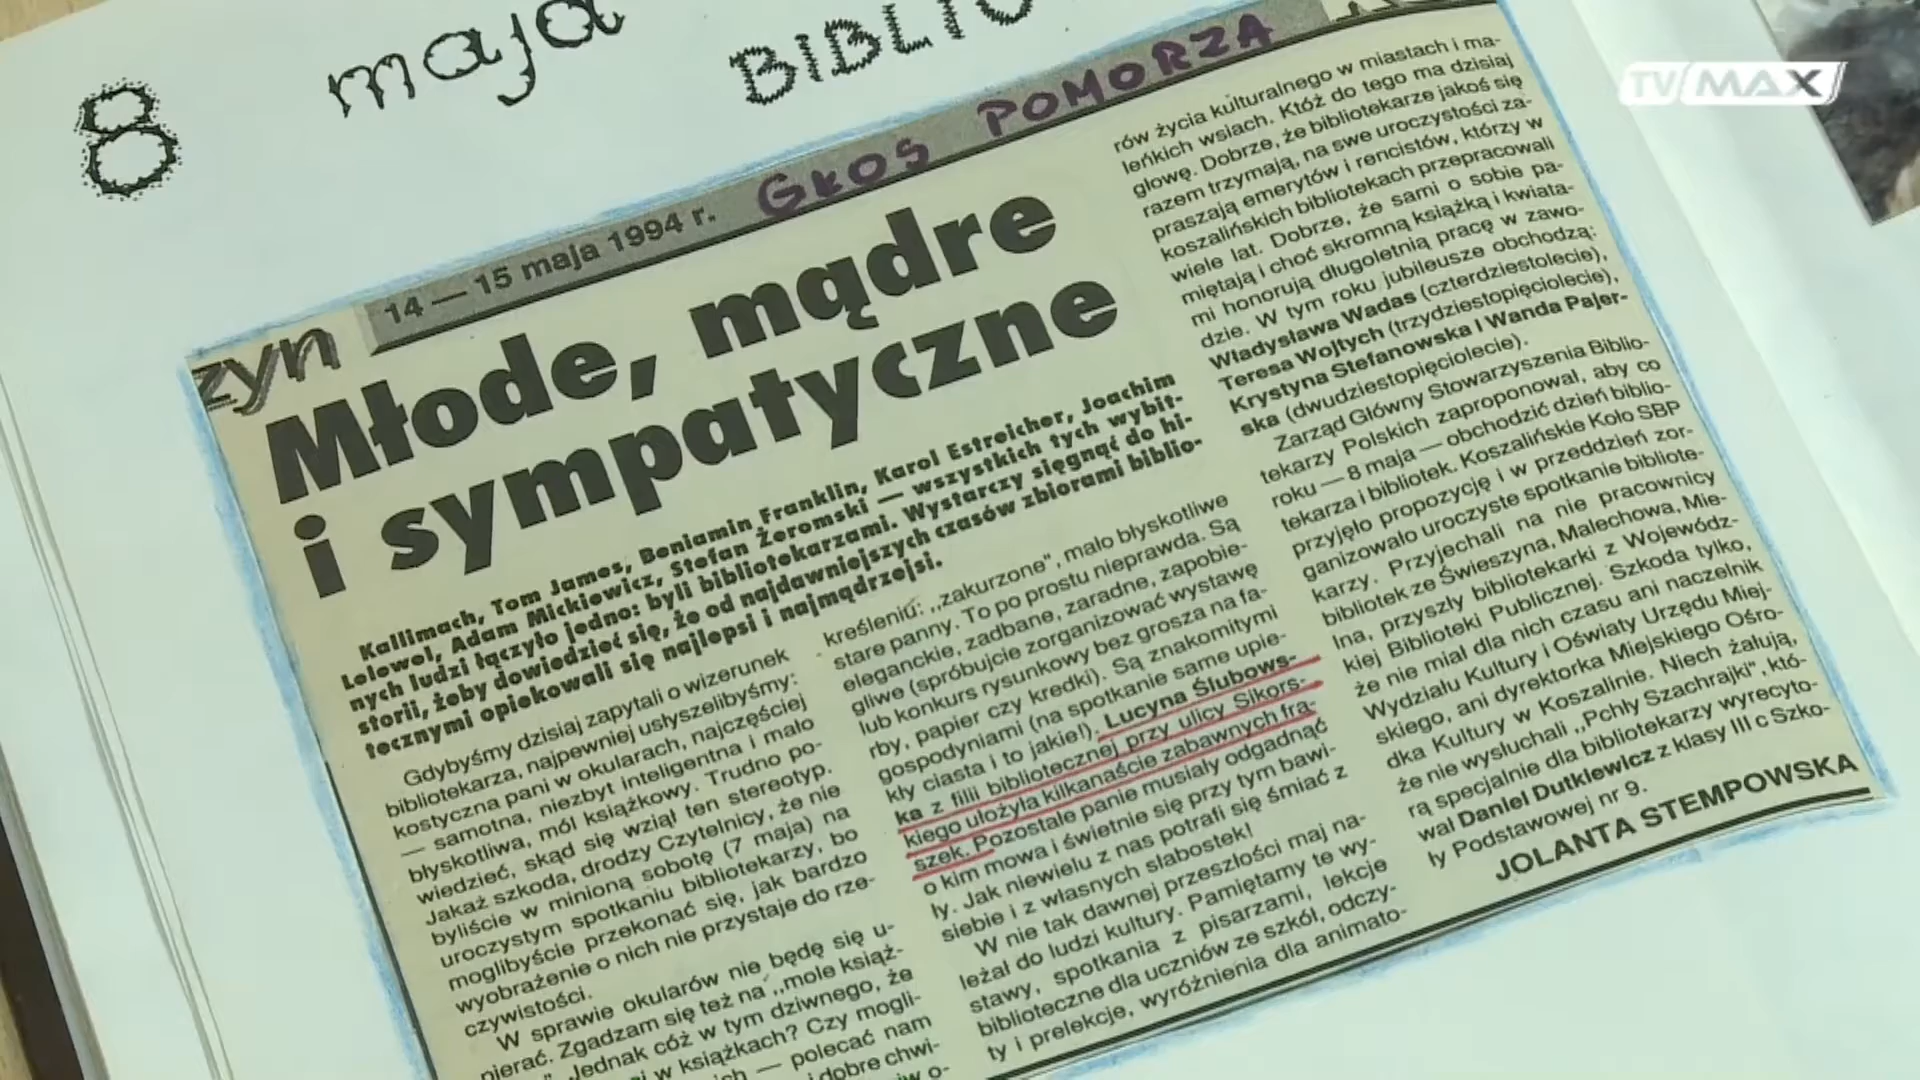 8 maja
BIBLIO
TV MAX
14 — 15 maja 1994 r.
GŁOS POMORZA
zyn
Młode, mądre
i sympatyczne
Kallimach, Tom James, Beniamin Franklin, Karol Estreicher, Joachim
Lelewel, Adam Mickiewicz, Stefan Żeromski — wszystkich tych wybit-
nych ludzi łączyło jedno: byli bibliotekarzami. Wystarczy sięgnąć do hi-
storii, żeby dowiedzieć się, że od najdawniejszych czasów zbiorami biblio-
tecznymi opiekowali się najlepsi i najmądrzejsi.
Gdybyśmy dzisiaj zapytali o wizerunek
bibliotekarza, najpewniej usłyszelibyśmy:
kostyczna pani w okularach, najczęściej
— samotna, niezbyt inteligentna i mało
błyskotliwa, mól książkowy. Trudno po-
wiedzieć, skąd się wziął ten stereotyp.
Jakaż szkoda, drodzy Czytelnicy, że nie
byliście w minioną sobotę (7 maja) na
uroczystym spotkaniu bibliotekarzy, bo
moglibyście przekonać się, jak bardzo
wyobrażenie o nich nie przystaje do rze-
czywistości.
W sprawie okularów nie będę się u-
pierać. Zgadzam się też na ,,mole książ-
Jednak cóż w tym dziwnego, że
w książkach? Czy mogli-
— polecać nam
i dobre chwi-
kreśleniu: ,,zakurzone", mało błyskotliwe
stare panny. To po prostu nieprawda. Są
eleganckie, zadbane, zaradne, zapobie-
gliwe (spróbujcie zorganizować wystawę
lub konkurs rysunkowy bez grosza na fa-
rby, papier czy kredki). Są znakomitymi
gospodyniami (na spotkanie same upie-
kły ciasta i to jakie!). Lucyna Ślubows-
ka z filii bibliotecznej przy ulicy Sikors-
kiego ułożyła kilkanaście zabawnych fra-
szek. Pozostałe panie musiały odgadnąć
o kim mowa i świetnie się przy tym bawi-
ły. Jak niewielu z nas potrafi się śmiać z
siebie i z własnych słabostek!
W nie tak dawnej przeszłości maj na-
leżał do ludzi kultury. Pamiętamy te wy-
stawy, spotkania z pisarzami, lekcje
biblioteczne dla uczniów ze szkół, odczy-
ty i prelekcje, wyróżnienia dla animato-
rów życia kulturalnego w miastach i ma-
leńkich wsiach. Któż do tego ma dzisiaj
głowę. Dobrze, że bibliotekarze jakoś się
razem trzymają, na swe uroczystości za-
praszają emerytów i rencistów, którzy w
koszalińskich bibliotekach przepracowali
wiele lat. Dobrze, że sami o sobie pa-
miętają i choć skromną książką i kwiata-
mi honorują długoletnią pracę w zawo-
dzie. W tym roku jubileusze obchodzą:
Władysława Wadas (czterdziestolecie),
Teresa Wojtych (trzydziestopięciolecie),
Krystyna Stefanowska i Wanda Pajer-
ska (dwudziestopięciolecie).
Zarząd Główny Stowarzyszenia Biblio-
tekarzy Polskich zaproponował, aby co
roku — 8 maja — obchodzić dzień biblio-
tekarza i bibliotek. Koszalińskie Koło SBP
przyjęło propozycję i w przeddzień zor-
ganizowało uroczyste spotkanie bibliote-
karzy. Przyjechali na nie pracownicy
bibliotek ze Świeszyna, Malechowa, Mie-
lna, przyszły bibliotekarki z Wojewódz-
kiej Biblioteki Publicznej. Szkoda tylko,
że nie miał dla nich czasu ani naczelnik
Wydziału Kultury i Oświaty Urzędu Miej-
skiego, ani dyrektorka Miejskiego Ośro-
dka Kultury w Koszalinie. Niech żałują,
że nie wysłuchali ,,Pchły Szachrajki", któ-
rą specjalnie dla bibliotekarzy wyrecyto-
wał Daniel Dutkiewicz z klasy III c Szko-
ły Podstawowej nr 9.
JOLANTA STEMPOWSKA